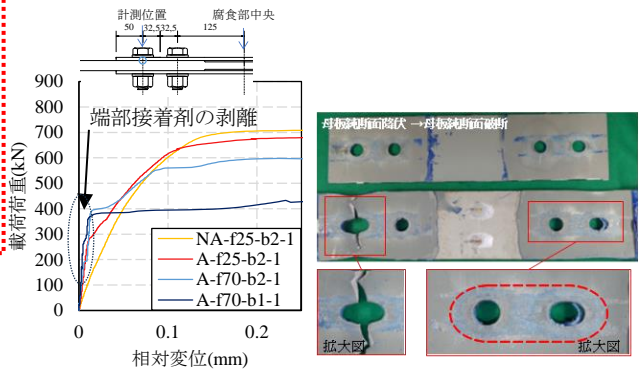 計測位置
腐食部中央
50 32.5 32.5 125
900
800
700
600
500
400
300
200
100
0
載荷荷重(kN)
端部接着剤の剥離
NA-f25-b2-1
A-f25-b2-1
A-f70-b2-1
A-f70-b1-1
0 0.1 0.2
相対変位(mm)
母板純断面降伏→母板純断面破断
拡大図
拡大図